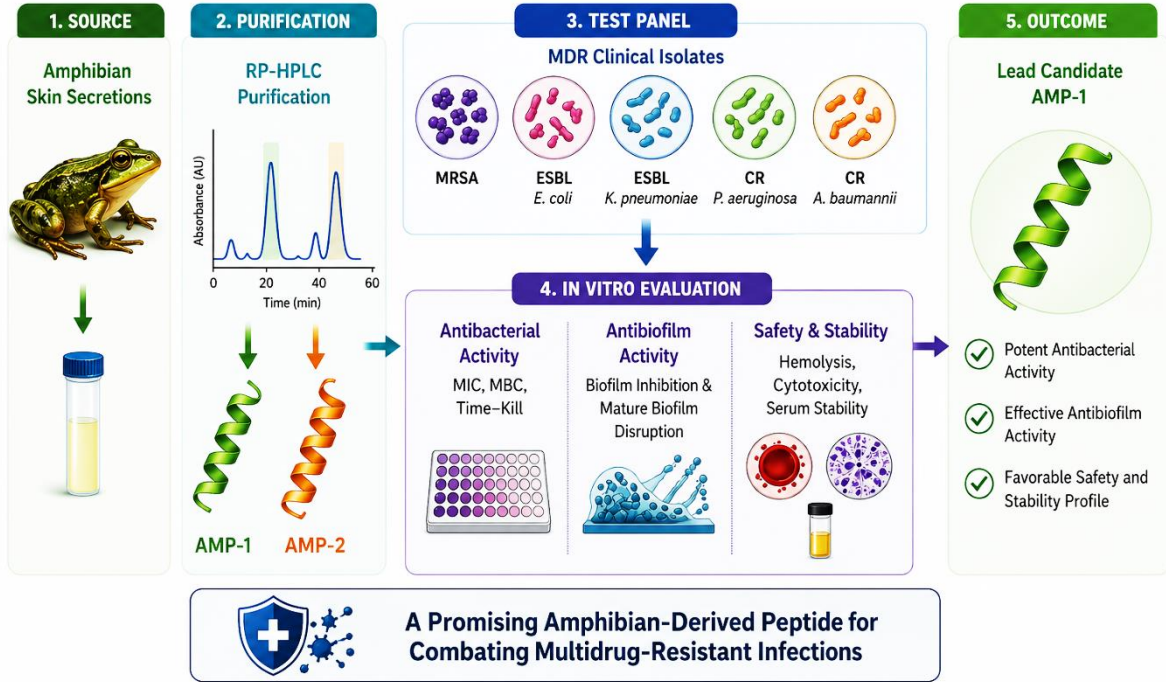 1. SOURCE
Amphibian
Skin Secretions
2. PURIFICATION
RP-HPLC
Purification
Absorbance (AU)
0
20
40
60
Time (min)
AMP-1
AMP-2
3. TEST PANEL
MDR Clinical Isolates
MRSA
ESBL
E. coli
ESBL
K. pneumoniae
CR
P. aeruginosa
CR
A. baumannii
4. IN VITRO EVALUATION
Antibacterial
Activity
MIC, MBC,
Time–Kill
Antibiofilm
Activity
Biofilm Inhibition &
Mature Biofilm
Disruption
Safety & Stability
Hemolysis,
Cytotoxicity,
Serum Stability
5. OUTCOME
Lead Candidate
AMP-1
Potent Antibacterial
Activity
Effective Antibiofilm
Activity
Favorable Safety and
Stability Profile
A Promising Amphibian-Derived Peptide for
Combating Multidrug-Resistant Infections